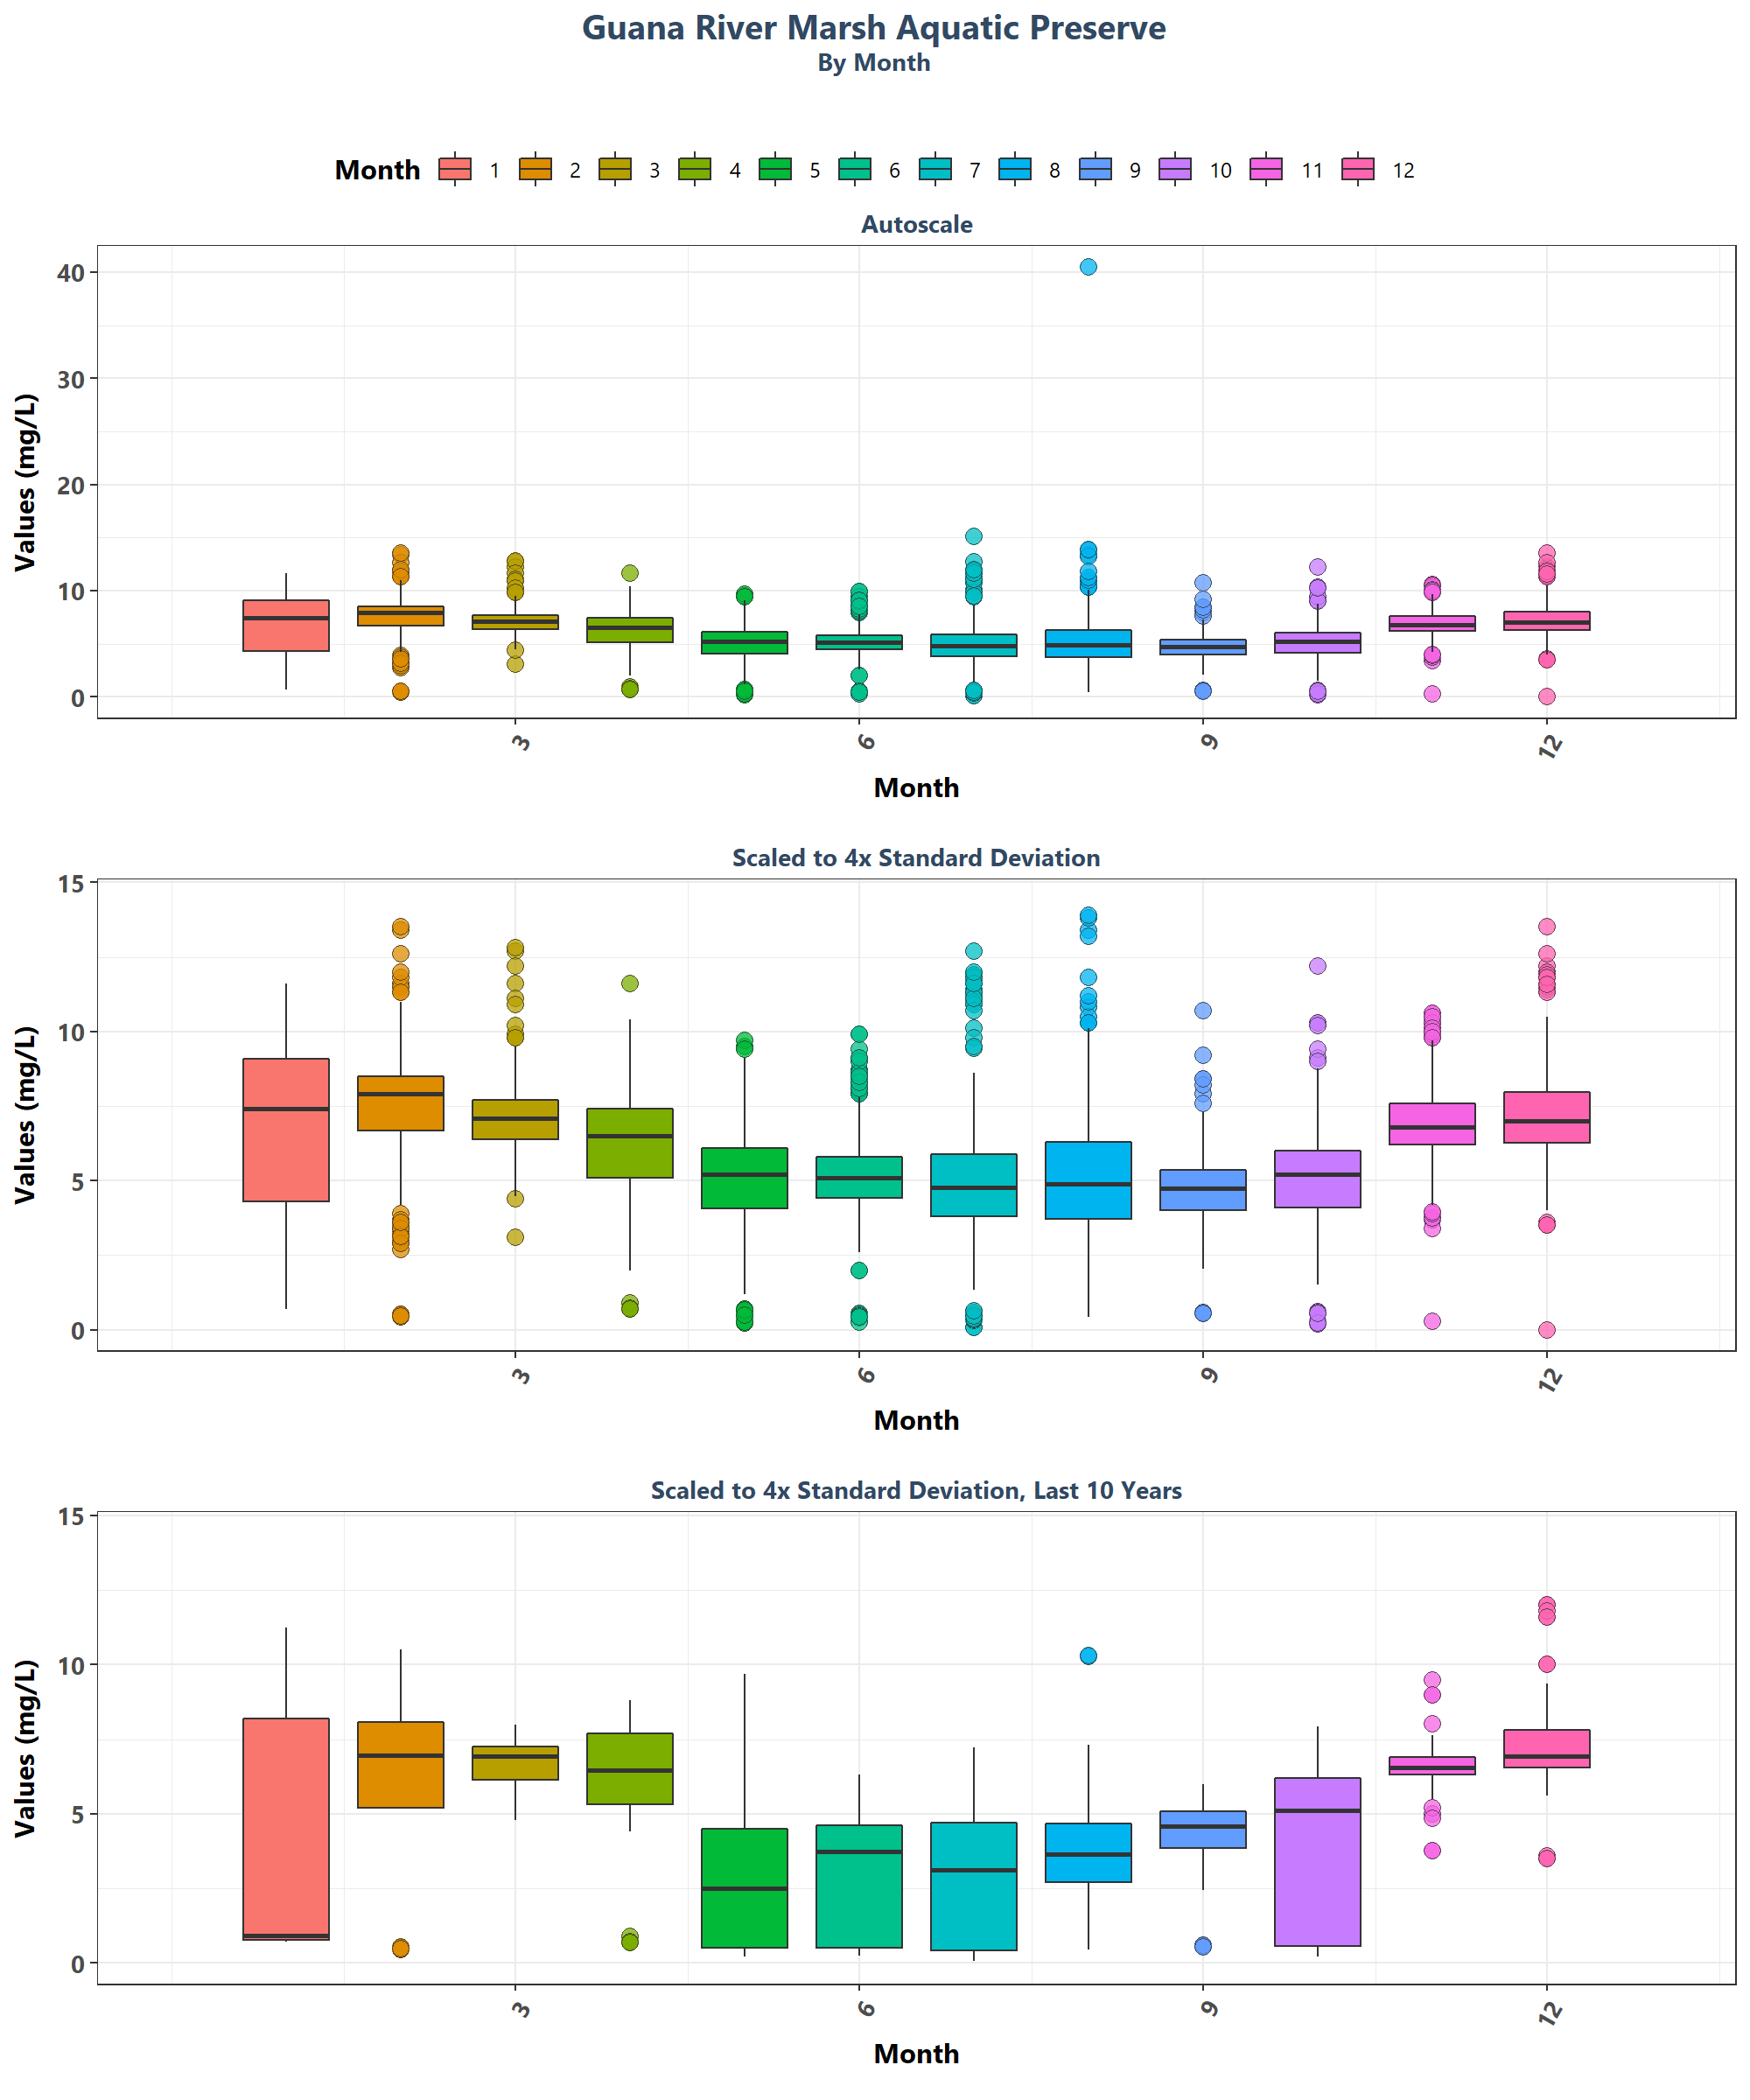 Guana River Marsh Aquatic Preserve
By Month
Month 1 2 3 4 5 6 7 8 9 10 11 12
Autoscale
Values (mg/L)
40
30
20
10
0
3 6 9 12
Month
Scaled to 4x Standard Deviation
Values (mg/L)
15
10
5
0
3 6 9 12
Month
Scaled to 4x Standard Deviation, Last 10 Years
Values (mg/L)
15
10
5
0
3 6 9 12
Month